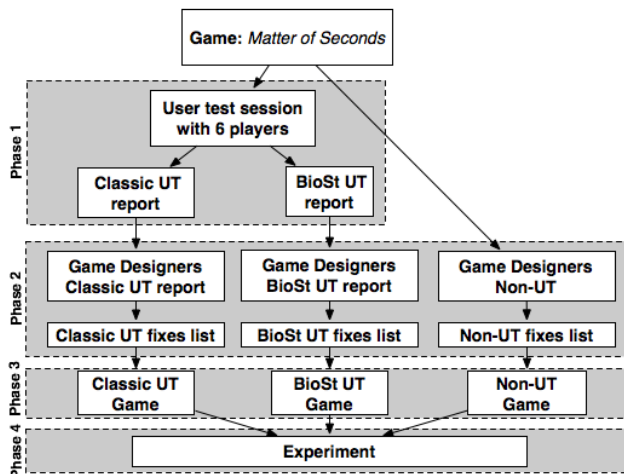 Game: Matter of Seconds
Phase 1
User test session
with 6 players
Classic UT
report
BioSt UT
report
Phase 2
Game Designers
Classic UT report
Game Designers
BioSt UT report
Game Designers
Non-UT
Classic UT fixes list
BioSt UT fixes list
Non-UT fixes list
Phase 3
Classic UT
Game
BioSt UT
Game
Non-UT
Game
Phase 4
Experiment